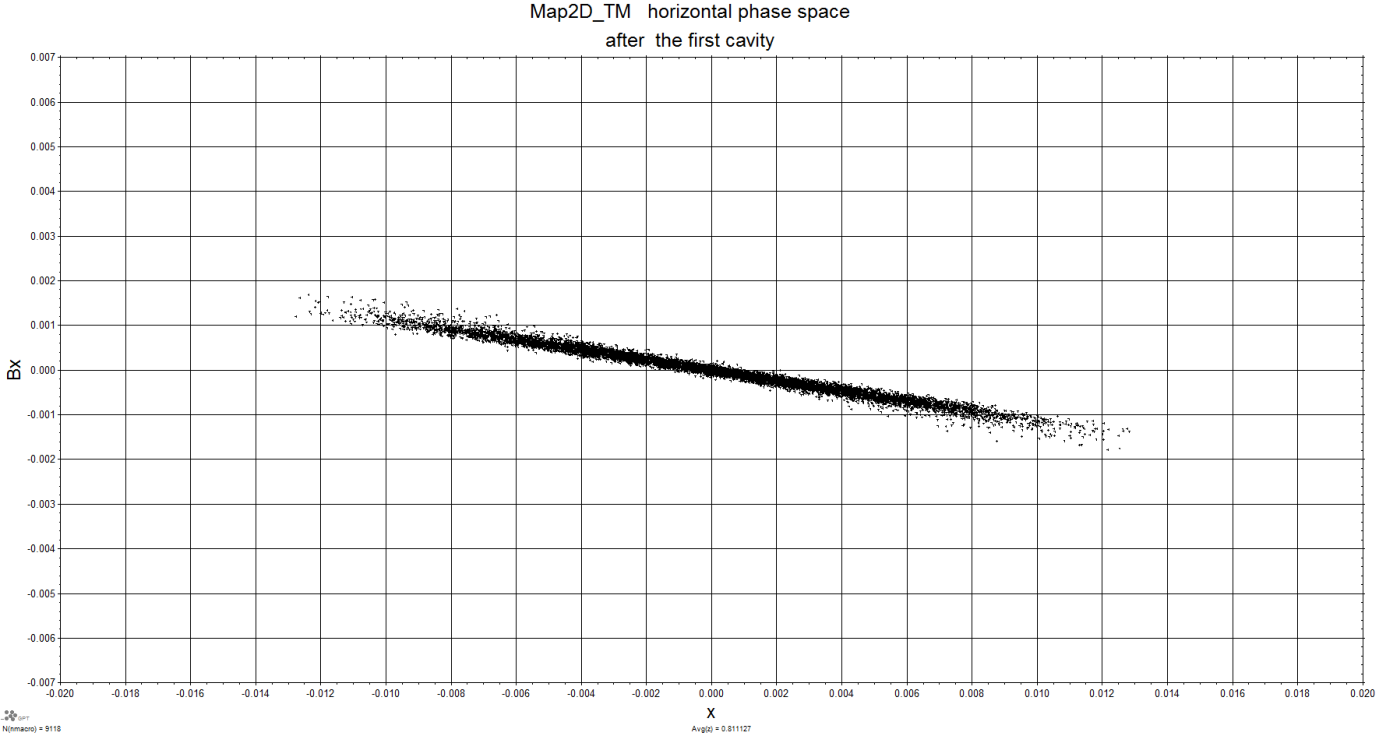 Map2D_TM horizontal phase space
after the first cavity
0.007
0.006
0.005
0.004
0.003
0.002
0.001
0.000
-0.001
-0.002
-0.003
-0.004
-0.005
-0.006
-0.007
Bx
-0.020 -0.018 -0.016 -0.014 -0.012 -0.010 -0.008 -0.006 -0.004 -0.002 0.000 0.002 0.004 0.006 0.008 0.010 0.012 0.014 0.016 0.018 0.020
x
GPT
N(nmacro) = 9118 Avg(z) = 0.811127